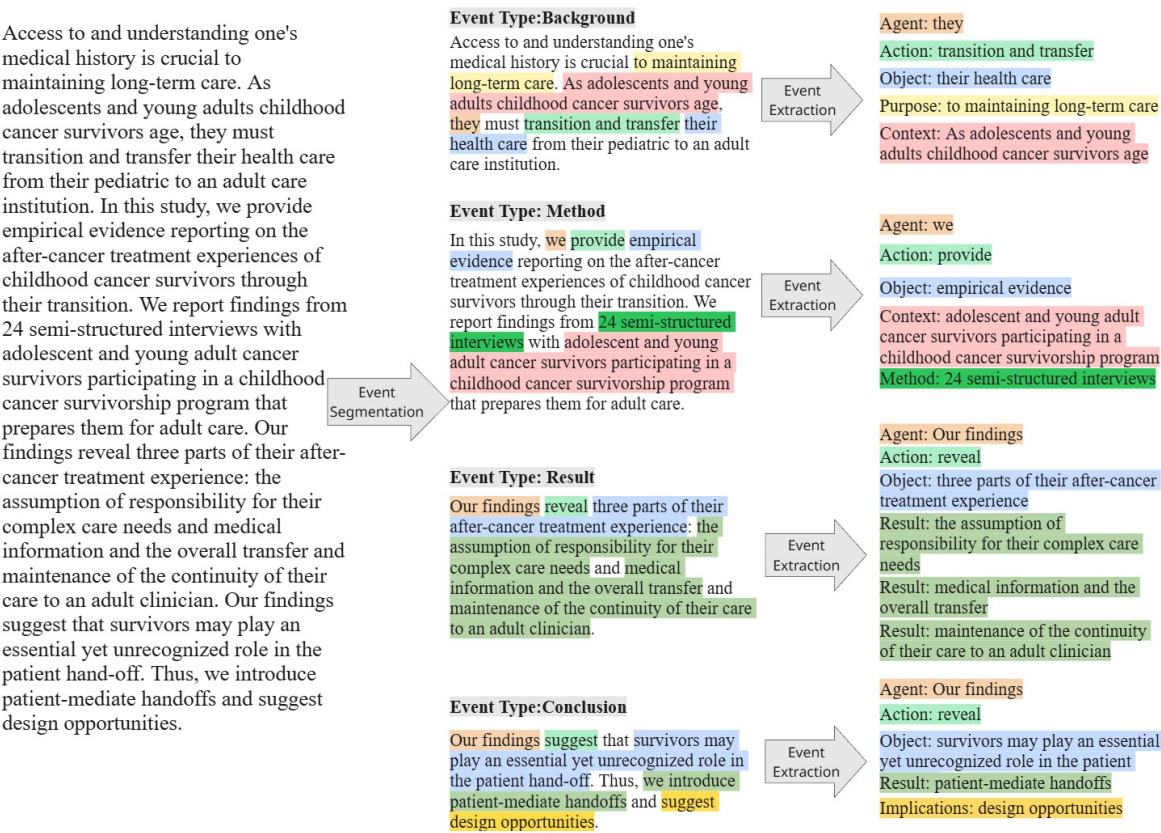 Access to and understanding one's
medical history is crucial to
maintaining long-term care. As
adolescents and young adults childhood
cancer survivors age, they must
transition and transfer their health care
from their pediatric to an adult care
institution. In this study, we provide
empirical evidence reporting on the
after-cancer treatment experiences of
childhood cancer survivors through
their transition. We report findings from
24 semi-structured interviews with
adolescent and young adult cancer
survivors participating in a childhood
cancer survivorship program that
prepares them for adult care. Our
findings reveal three parts of their after-
cancer treatment experience: the
assumption of responsibility for their
complex care needs and medical
information and the overall transfer and
maintenance of the continuity of their
care to an adult clinician. Our findings
suggest that survivors may play an
essential yet unrecognized role in the
patient hand-off. Thus, we introduce
patient-mediate handoffs and suggest
design opportunities.
Event
Segmentation
Event Type:Background
Access to and understanding one's
medical history is crucial to maintaining
long-term care. As adolescents and young
adults childhood cancer survivors age,
they must transition and transfer their
health care from their pediatric to an adult
care institution.
Event
Extraction
Agent: they
Action: transition and transfer
Object: their health care
Purpose: to maintaining long-term care
Context: As adolescents and young
adults childhood cancer survivors age
Event Type: Method
In this study, we provide empirical
evidence reporting on the after-cancer
treatment experiences of childhood cancer
survivors through their transition. We
report findings from 24 semi-structured
interviews with adolescent and young
adult cancer survivors participating in a
childhood cancer survivorship program
that prepares them for adult care.
Event
Extraction
Agent: we
Action: provide
Object: empirical evidence
Context: adolescent and young adult
cancer survivors participating in a
childhood cancer survivorship program
Method: 24 semi-structured interviews
Event Type: Result
Our findings reveal three parts of their
after-cancer treatment experience: the
assumption of responsibility for their
complex care needs and medical
information and the overall transfer and
maintenance of the continuity of their care
to an adult clinician.
Event
Extraction
Agent: Our findings
Action: reveal
Object: three parts of their after-cancer
treatment experience
Result: the assumption of
responsibility for their complex care
needs
Result: medical information and the
overall transfer
Result: maintenance of the continuity
of their care to an adult clinician
Event Type:Conclusion
Our findings suggest that survivors may
play an essential yet unrecognized role in
the patient hand-off. Thus, we introduce
patient-mediate handoffs and suggest
design opportunities.
Event
Extraction
Agent: Our findings
Action: reveal
Object: survivors may play an essential
yet unrecognized role in the patient
Result: patient-mediate handoffs
Implications: design opportunities